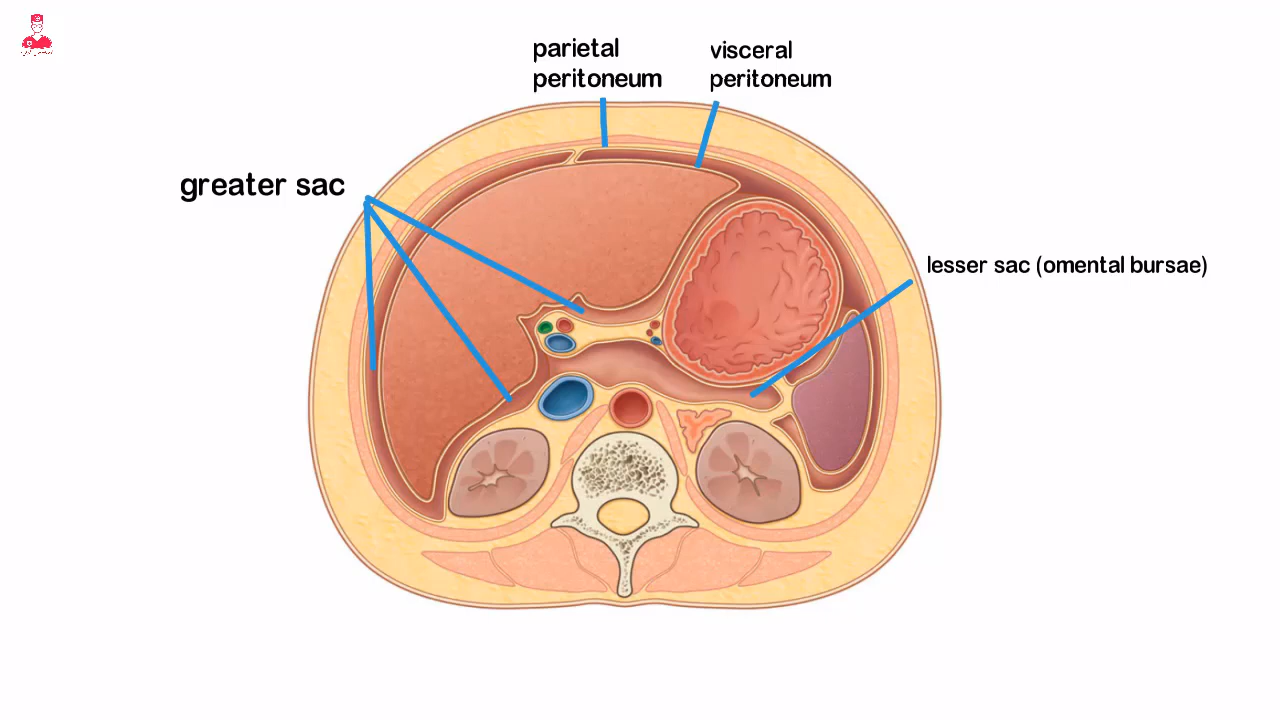 parietal
peritoneum
visceral
peritoneum
greater sac
lesser sac (omental bursae)